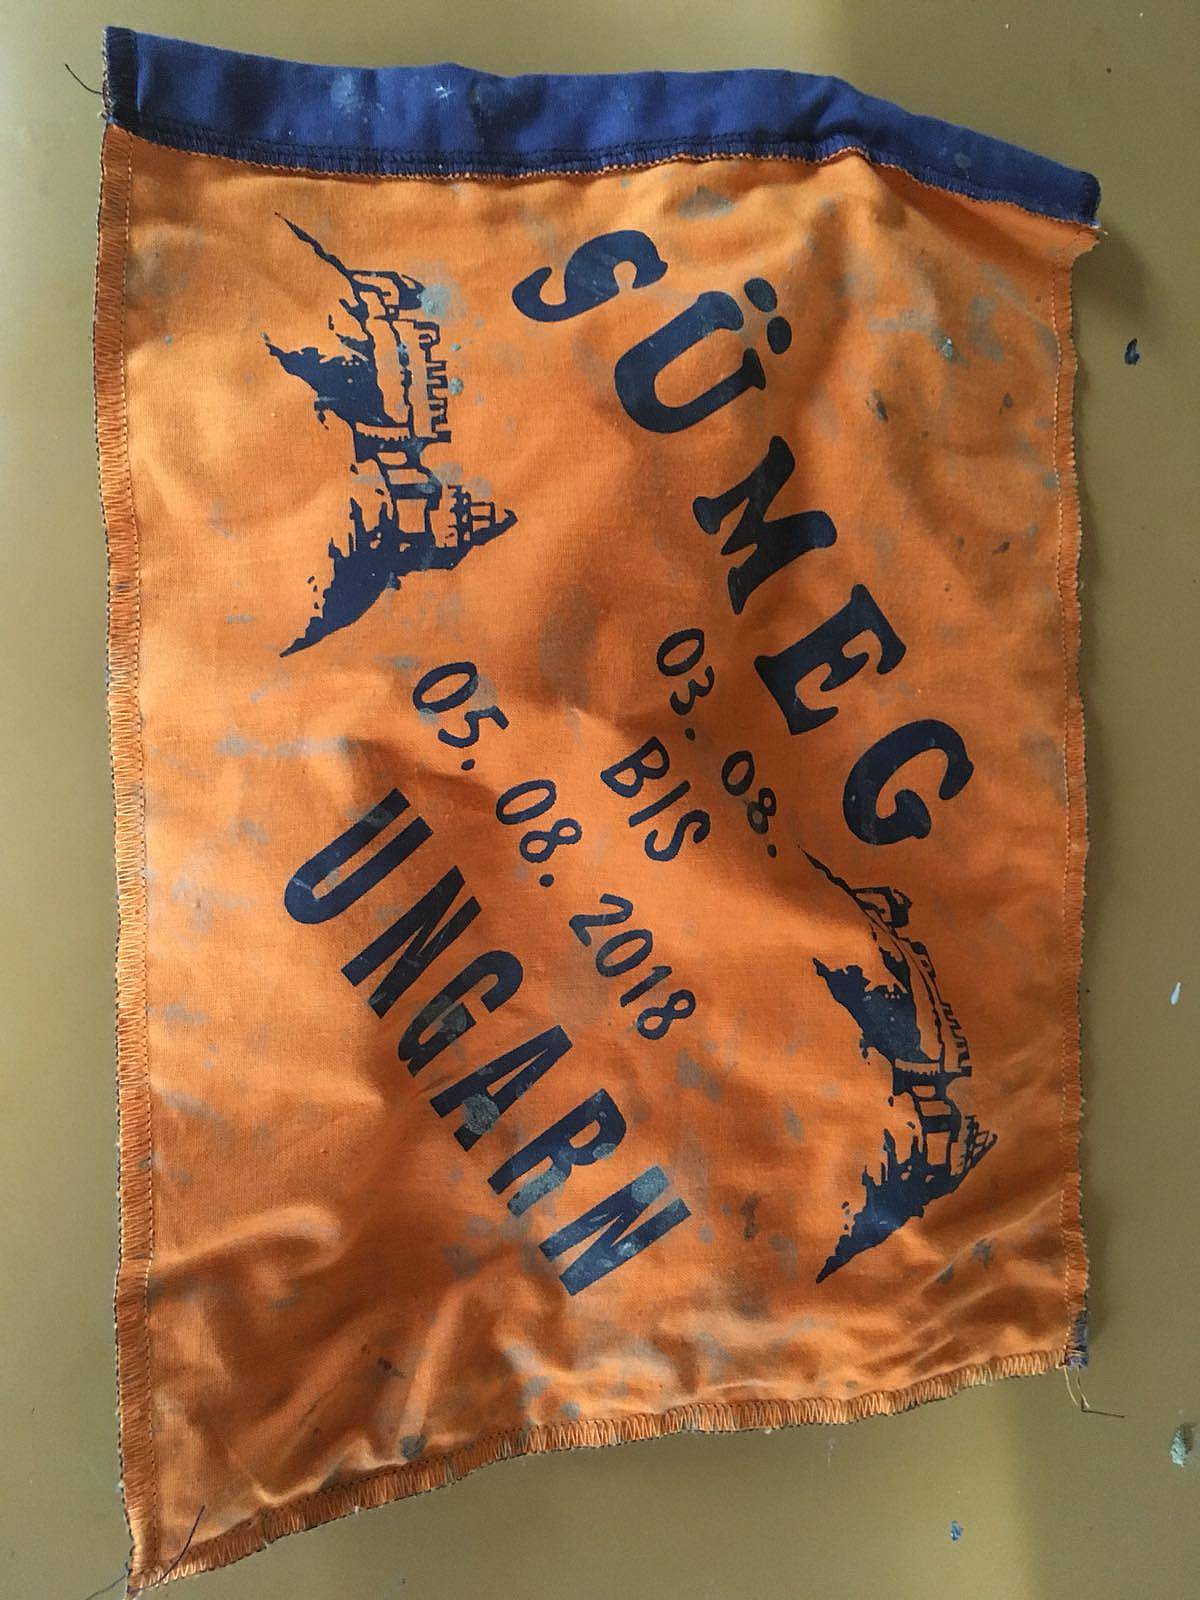 SÜMEG
03. 08.
BIS
05. 08. 2018
UNGARN